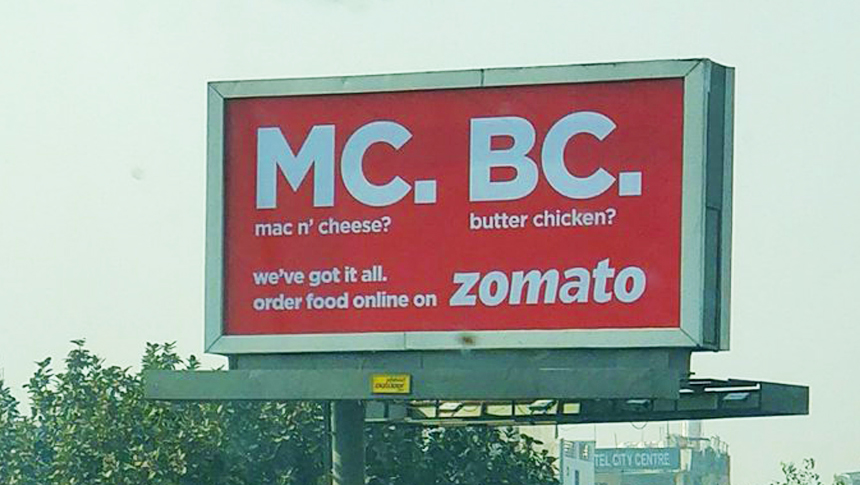 MC. BC.
mac n' cheese? butter chicken?
we've got it all.
order food online on zomato
TEL CITY CENTRE